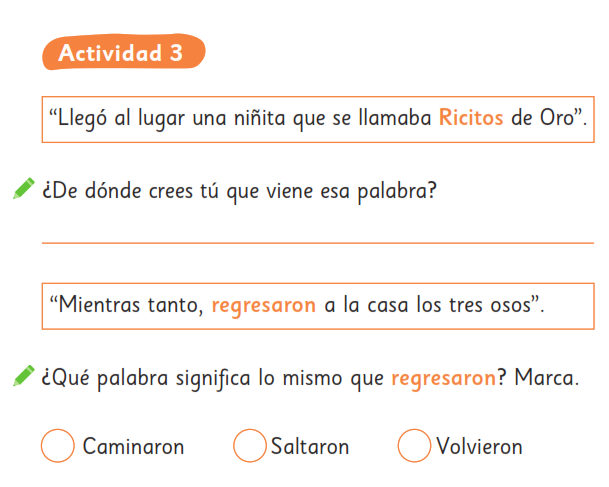 Actividad 3
“Llegó al lugar una niñita que se llamaba Ricitos de Oro”.
¿De dónde crees tú que viene esa palabra?
“Mientras tanto, regresaron a la casa los tres osos”.
¿Qué palabra significa lo mismo que regresaron? Marca.
Caminaron Saltaron Volvieron